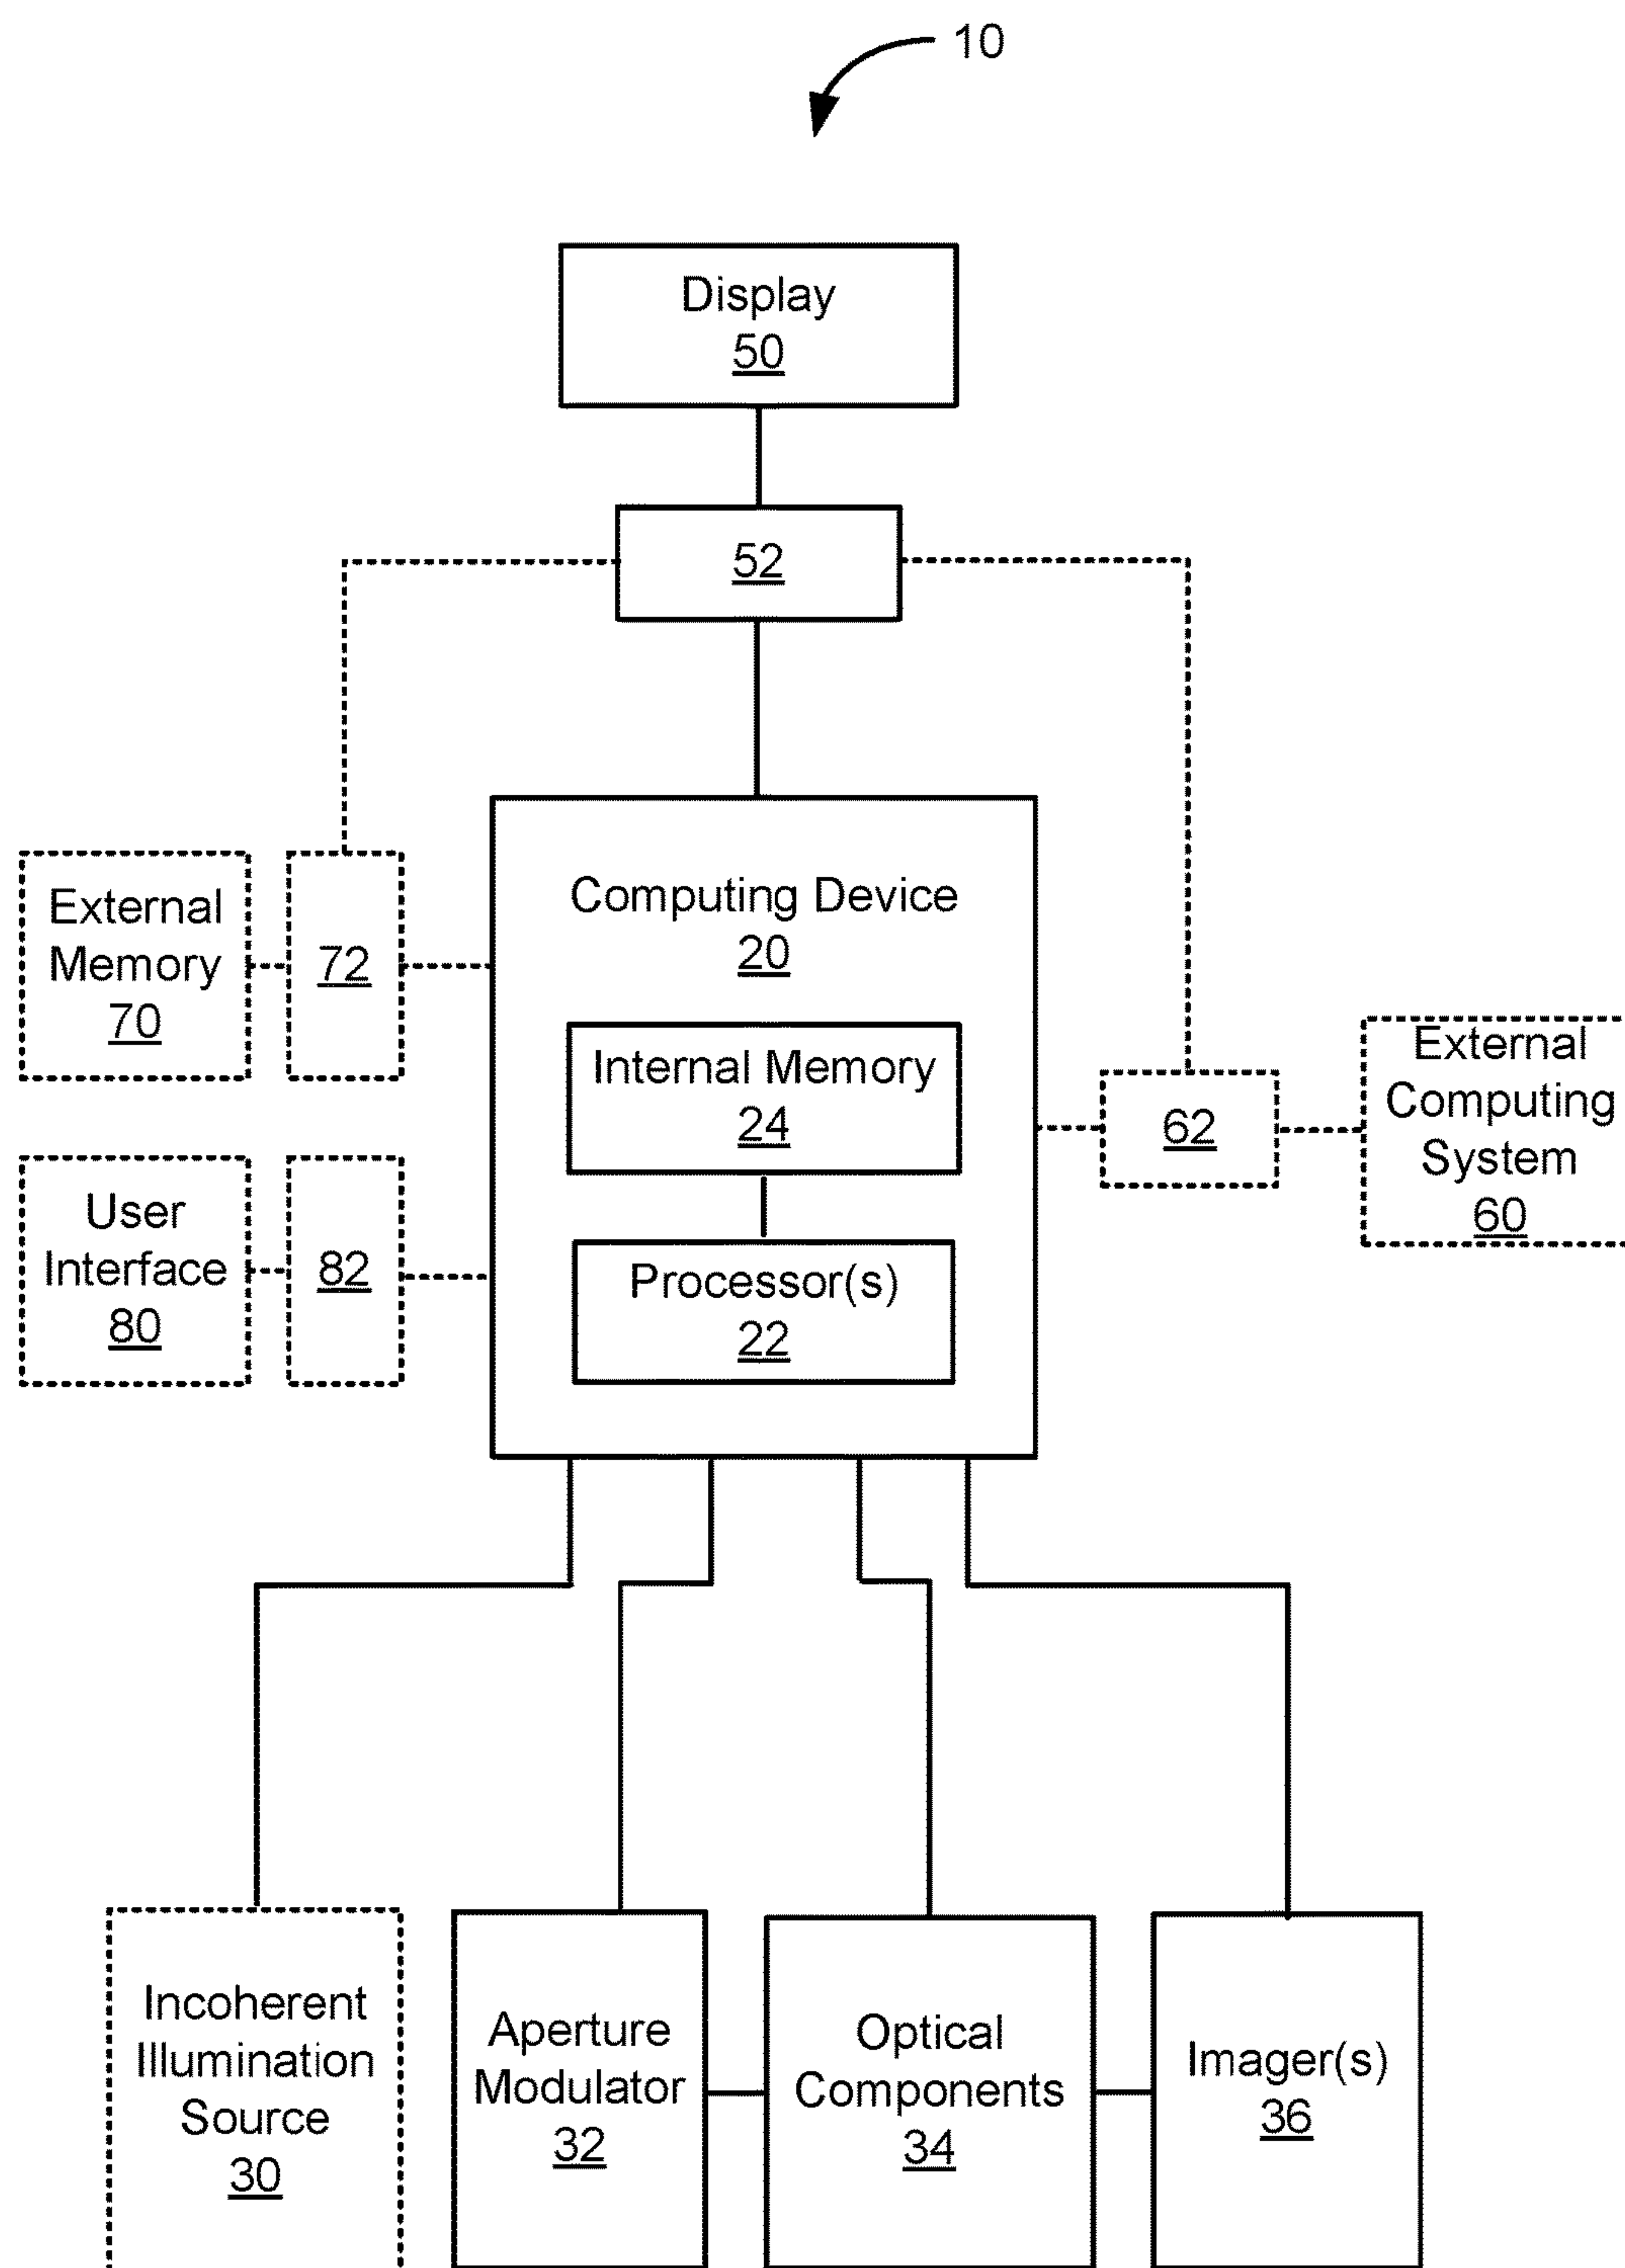 10
Display
50
52
External
Memory
70
72
Computing Device
20
Internal Memory
24
Processor(s)
22
User
Interface
80
82
62
External
Computing
System
60
Incoherent
Illumination
Source
30
Aperture
Modulator
32
Optical
Components
34
Imager(s)
36